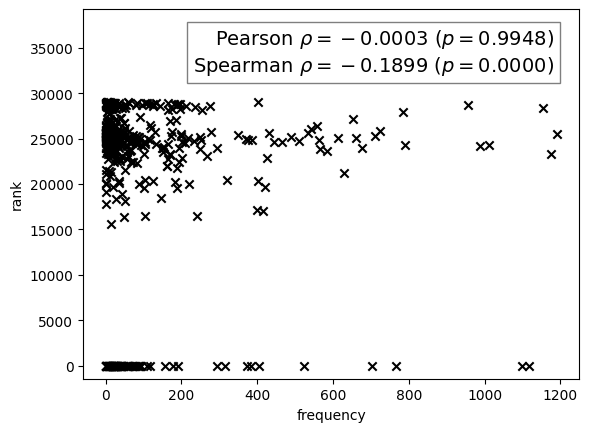 Pearson ρ = −0.0003 (p = 0.9948)
Spearman ρ = −0.1899 (p = 0.0000)
35000
30000
25000
20000
15000
10000
5000
0
rank
0 200 400 600 800 1000 1200
frequency